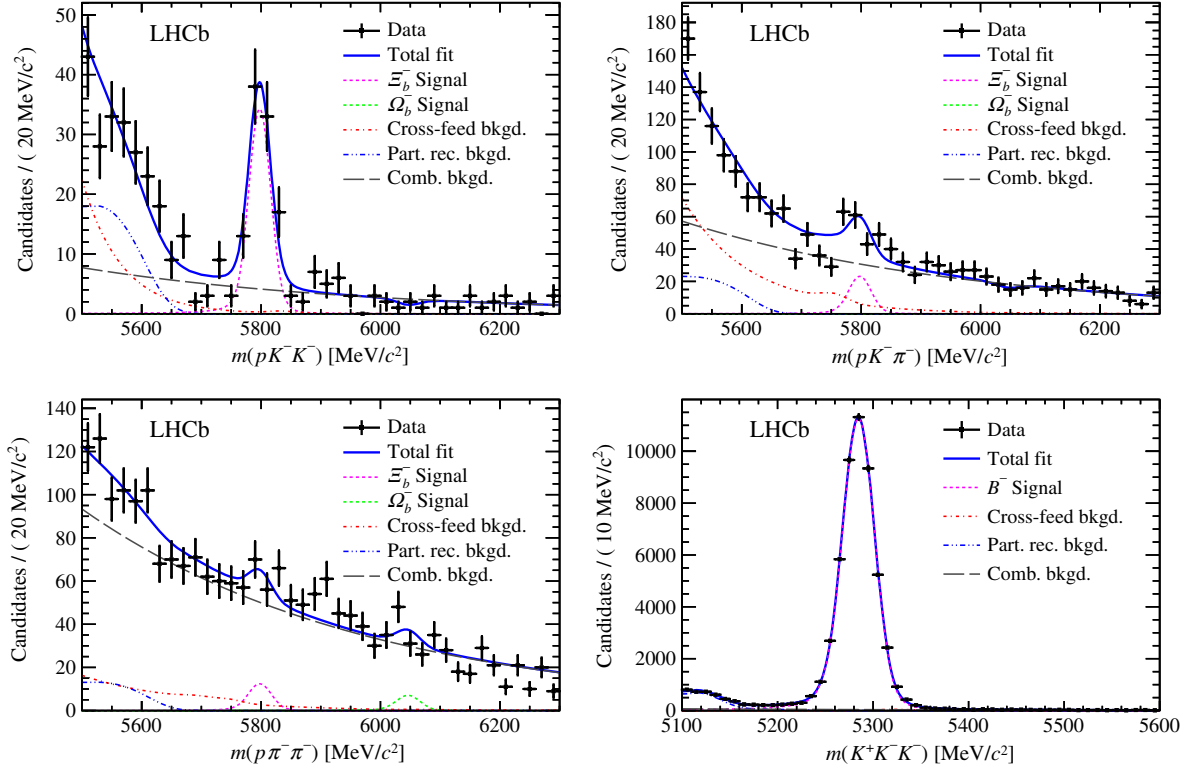 LHCb
Data
Total fit
Ξb− Signal
Ωb− Signal
Cross-feed bkgd.
Part. rec. bkgd.
Comb. bkgd.
Candidates / ( 20 MeV/c²)
50
40
30
20
10
0
5600 5800 6000 6200
m(pK−K−) [MeV/c²]
LHCb
Data
Total fit
Ξb− Signal
Ωb− Signal
Cross-feed bkgd.
Part. rec. bkgd.
Comb. bkgd.
Candidates / ( 20 MeV/c²)
180
160
140
120
100
80
60
40
20
0
5600 5800 6000 6200
m(pK−π−) [MeV/c²]
LHCb
Data
Total fit
Ξb− Signal
Ωb− Signal
Cross-feed bkgd.
Part. rec. bkgd.
Comb. bkgd.
Candidates / ( 20 MeV/c²)
140
120
100
80
60
40
20
0
5600 5800 6000 6200
m(pπ−π−) [MeV/c²]
LHCb
Data
Total fit
B− Signal
Cross-feed bkgd.
Part. rec. bkgd.
Comb. bkgd.
Candidates / ( 10 MeV/c²)
10000
8000
6000
4000
2000
0
5100 5200 5300 5400 5500 5600
m(K+K−K−) [MeV/c²]